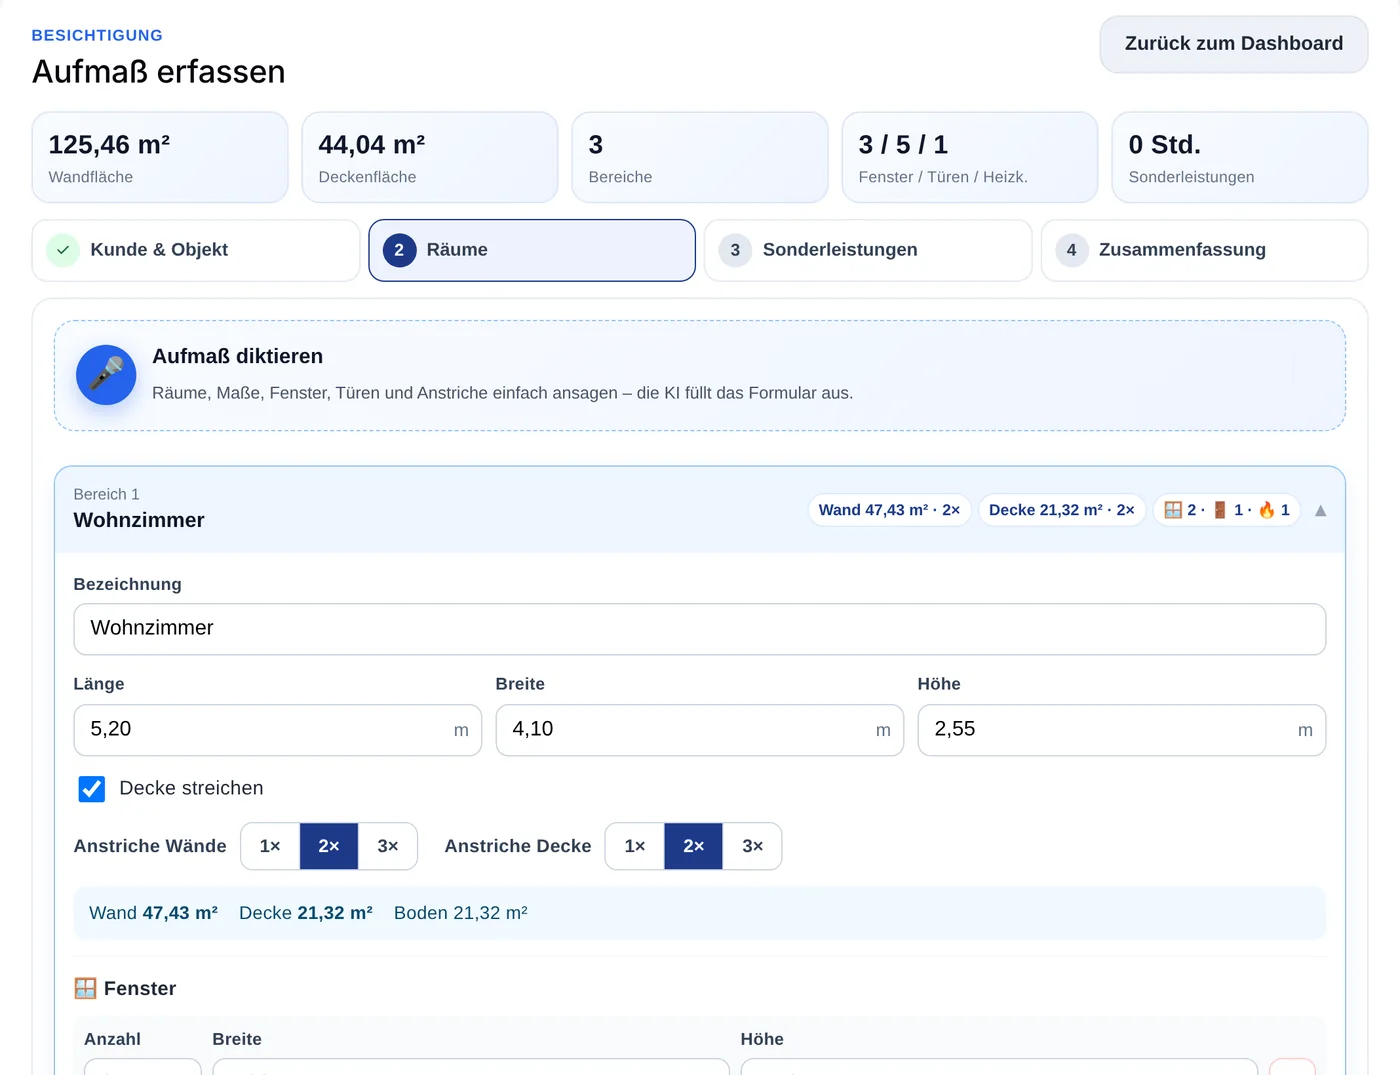 BESICHTIGUNG
Aufmaß erfassen
Zurück zum Dashboard
125,46 m²
Wandfläche
44,04 m²
Deckenfläche
3
Bereiche
3 / 5 / 1
Fenster / Türen / Heizk.
0 Std.
Sonderleistungen
Kunde & Objekt
2 Räume
3 Sonderleistungen
4 Zusammenfassung
Aufmaß diktieren
Räume, Maße, Fenster, Türen und Anstriche einfach ansagen – die KI füllt das Formular aus.
Bereich 1
Wohnzimmer
Wand 47,43 m² · 2×
Decke 21,32 m² · 2×
🪟 2 · 🚪 1 · 🔥 1
Bezeichnung
Wohnzimmer
Länge
Breite
Höhe
5,20 m
4,10 m
2,55 m
Decke streichen
Anstriche Wände 1× 2× 3×
Anstriche Decke 1× 2× 3×
Wand 47,43 m² Decke 21,32 m² Boden 21,32 m²
🪟 Fenster
Anzahl
Breite
Höhe